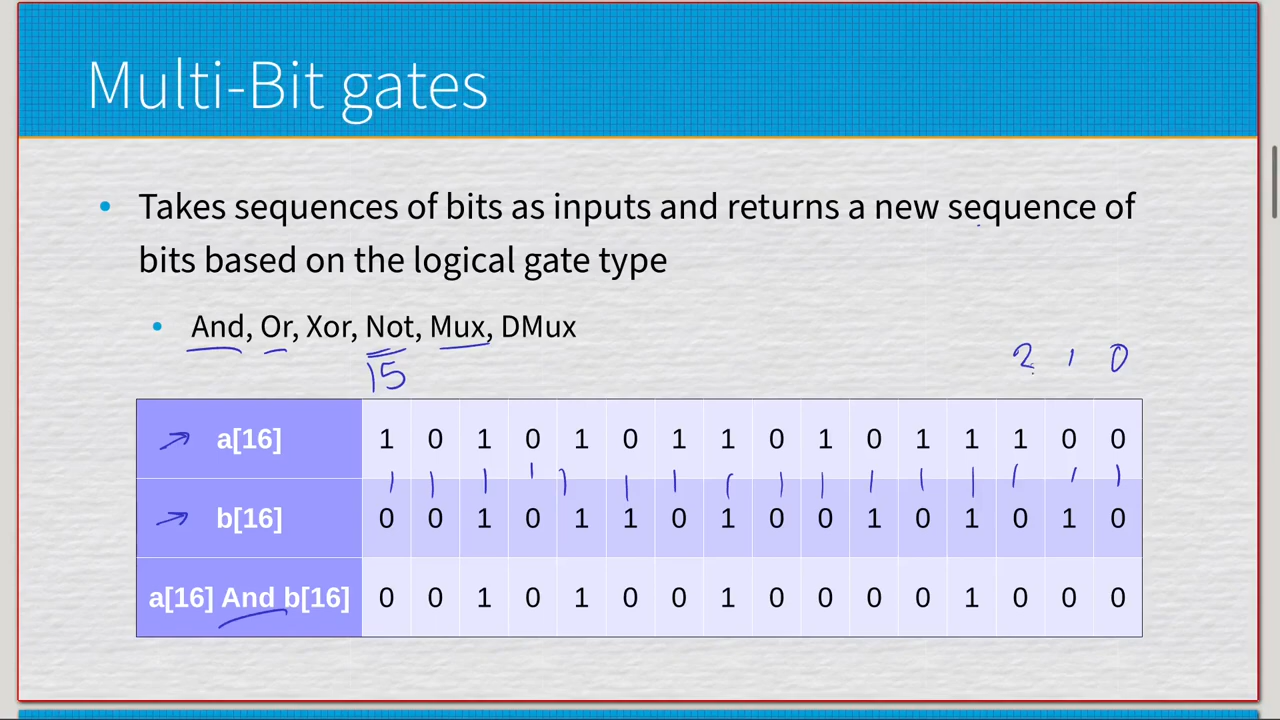 Multi-Bit gates
• Takes sequences of bits as inputs and returns a new sequence of
bits based on the logical gate type
• And, Or, Xor, Not, Mux, DMux
15 2 1 0
a[16] 1 0 1 0 1 0 1 1 0 1 0 1 1 1 0 0
b[16] 0 0 1 0 1 1 0 1 0 0 1 0 1 0 1 0
a[16] And b[16] 0 0 1 0 1 0 0 1 0 0 0 0 1 0 0 0